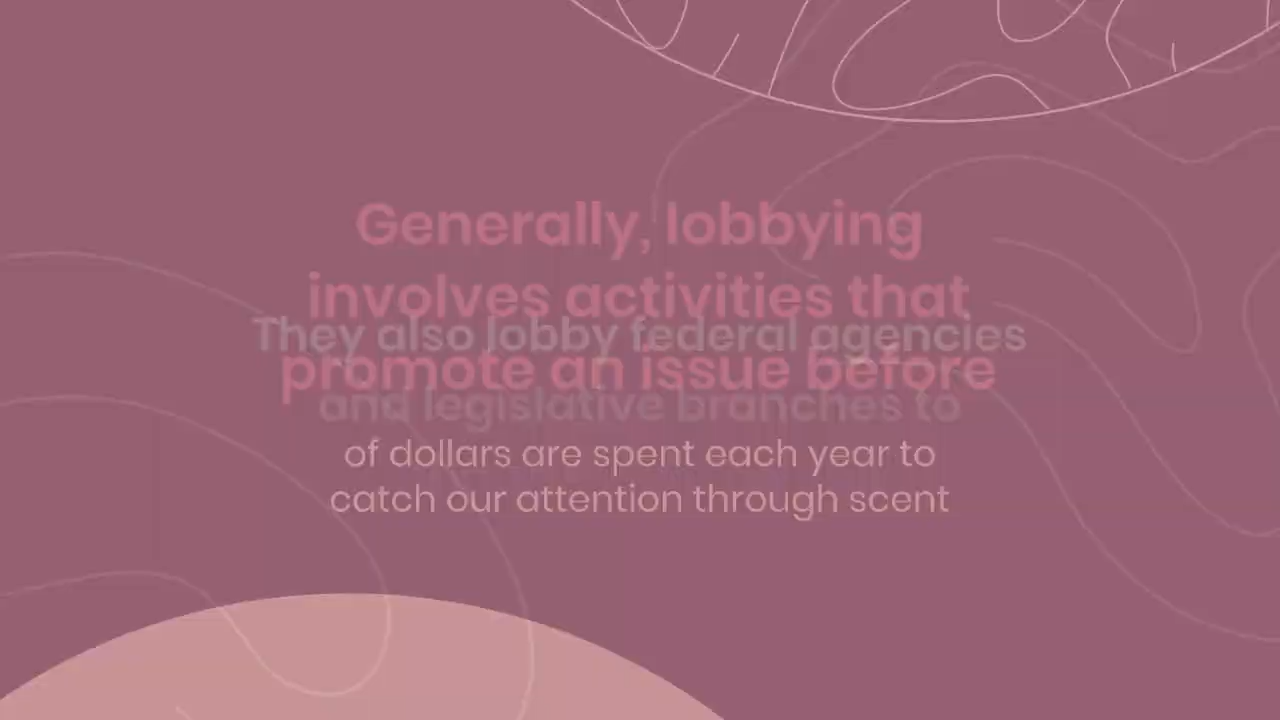 Generally, lobbying
involves activities that
They also lobby federal agencies
promote an issue before
and legislative branches to
of dollars are spent each year to
catch our attention through scent